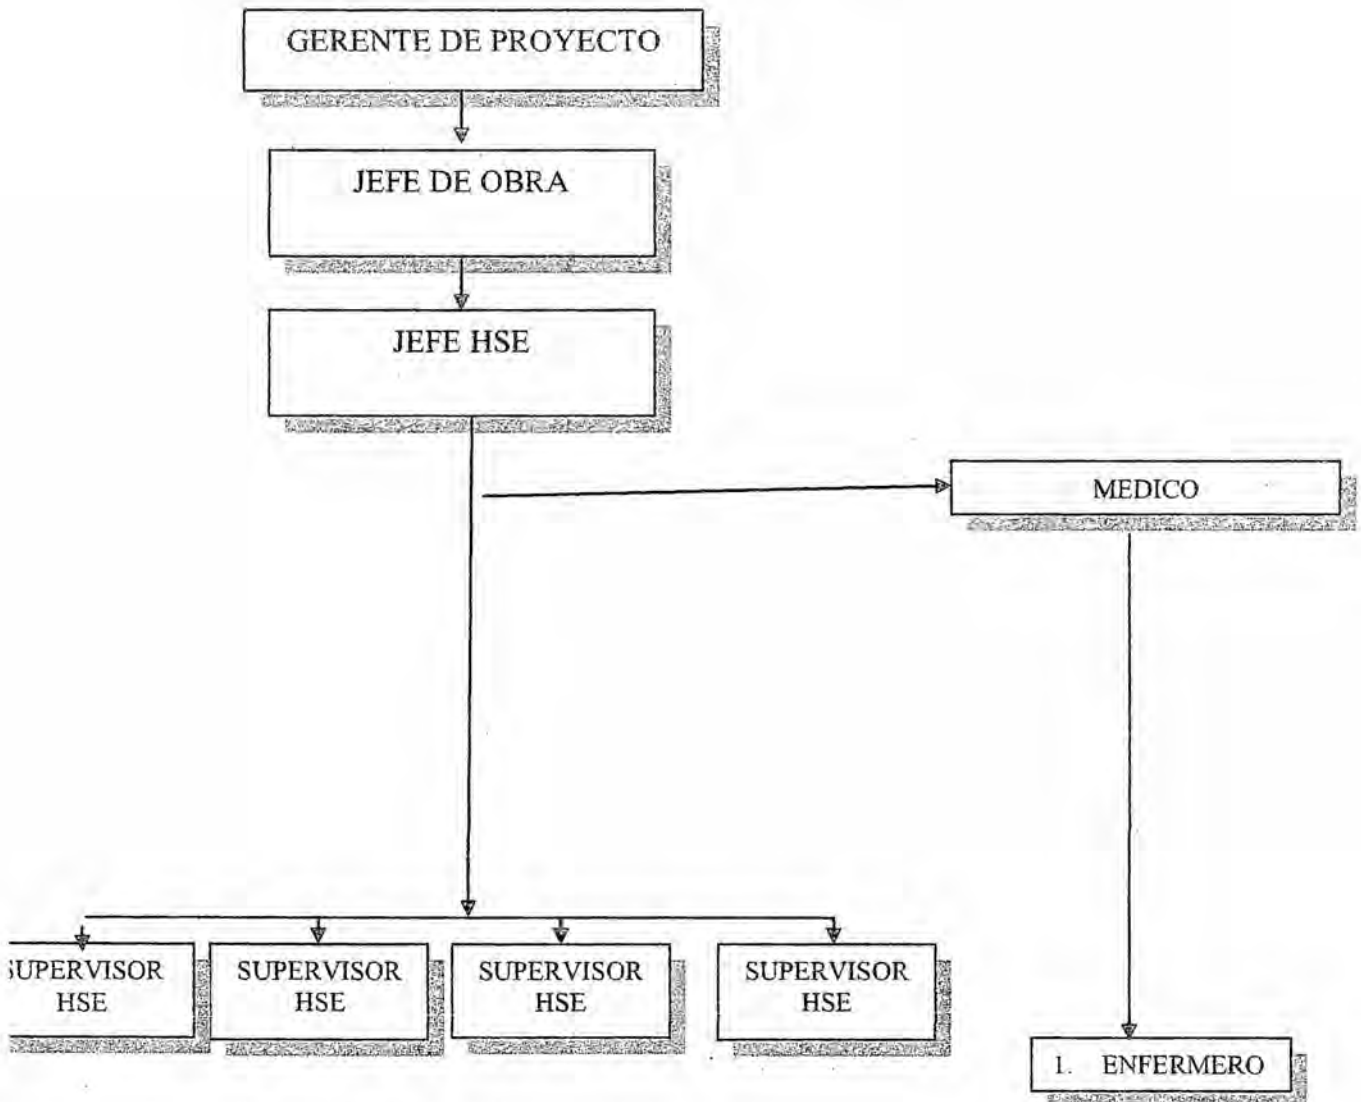 GERENTE DE PROYECTO
JEFE DE OBRA
JEFE HSE
MEDICO
SUPERVISOR
HSE
SUPERVISOR
HSE
SUPERVISOR
HSE
SUPERVISOR
HSE
1. ENFERMERO